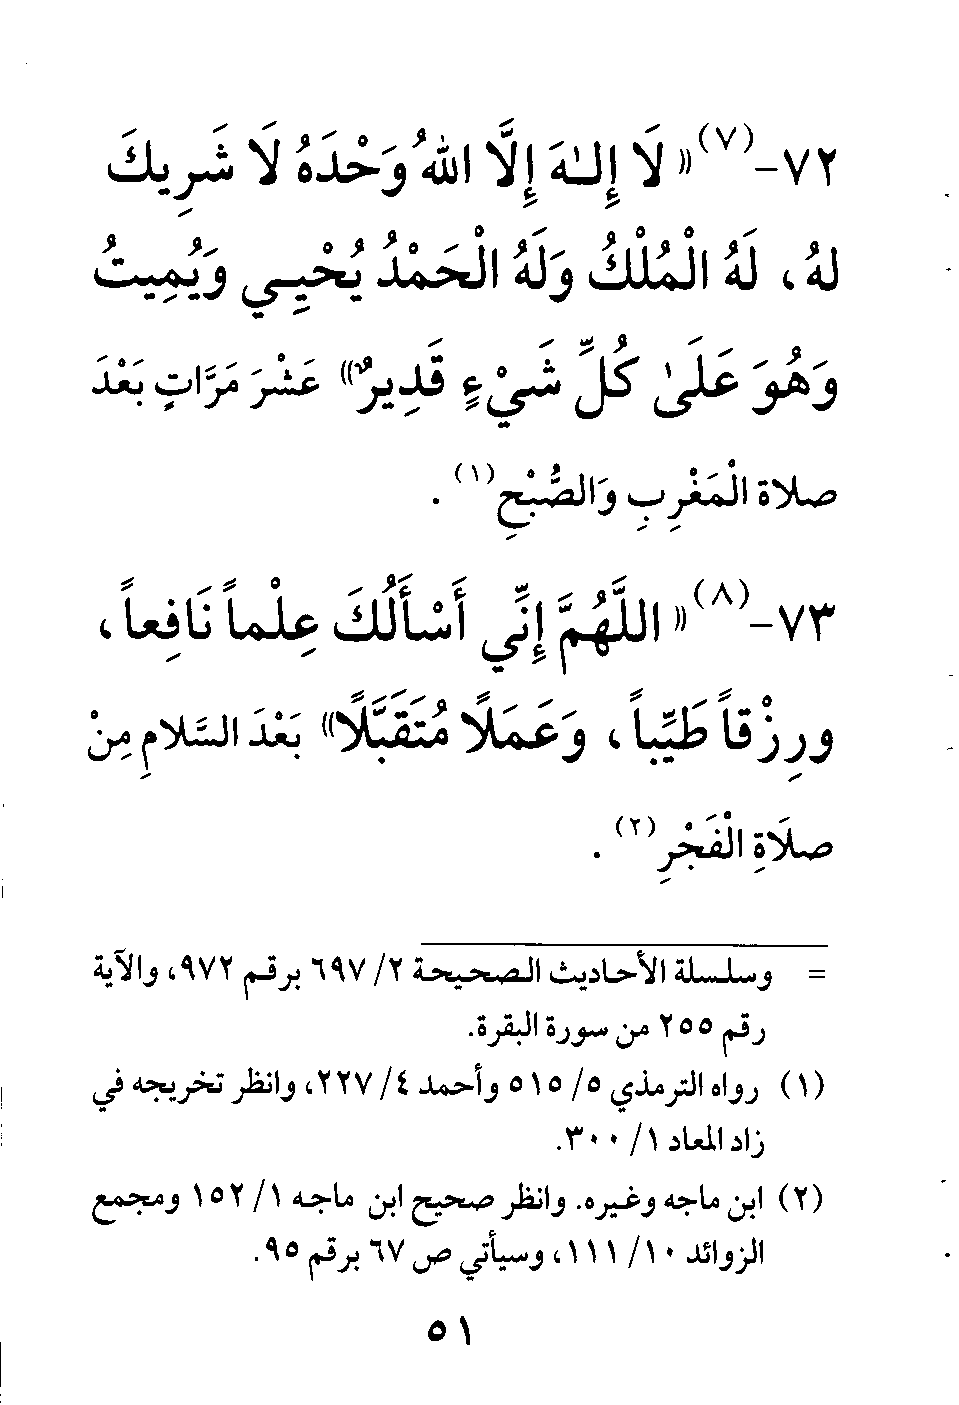 ٧٢-(٧)« لَا إِلَـٰهَ إِلَّا اللهُ وَحْدَهُ لَا شَرِيكَ
لهُ، لَهُ الْمُلْكُ وَلَهُ الْحَمْدُ يُحْيِـي وَيُمِيتُ
وَهُوَ عَلَىٰ كُلِّ شَيْءٍ قَدِيرٌ» عَشْرَ مَرَّاتٍ بَعْدَ
صلاة الْمَغْرِبِ وَالصُّبْحِ(١) .
٧٣-(٨)« اللَّهُمَّ إِنِّي أَسْأَلُكَ عِلْماً نَافِعاً،
ورِزْقاً طَيِّباً، وَعَمَلًا مُتَقَبَّلًا» بَعْدَ السَّلامِ مِنْ
صلَاةِ الْفَجْرِ(٢) .
= وسلسلة الأحاديث الصحيحة ٢/ ٦٩٧ برقم ٩٧٢، والآية
رقم ٢٥٥ من سورة البقرة.
(١) رواه الترمذي ٥/ ٥١٥ وأحمد ٤/ ٢٢٧، وانظر تخريجه في
زاد المعاد ١/ ٣٠٠.
(٢) ابن ماجه وغيره. وانظر صحيح ابن ماجه ١/ ١٥٢ ومجمع
الزوائد ١٠/ ١١١، وسيأتي ص ٦٧ برقم ٩٥.
٥١